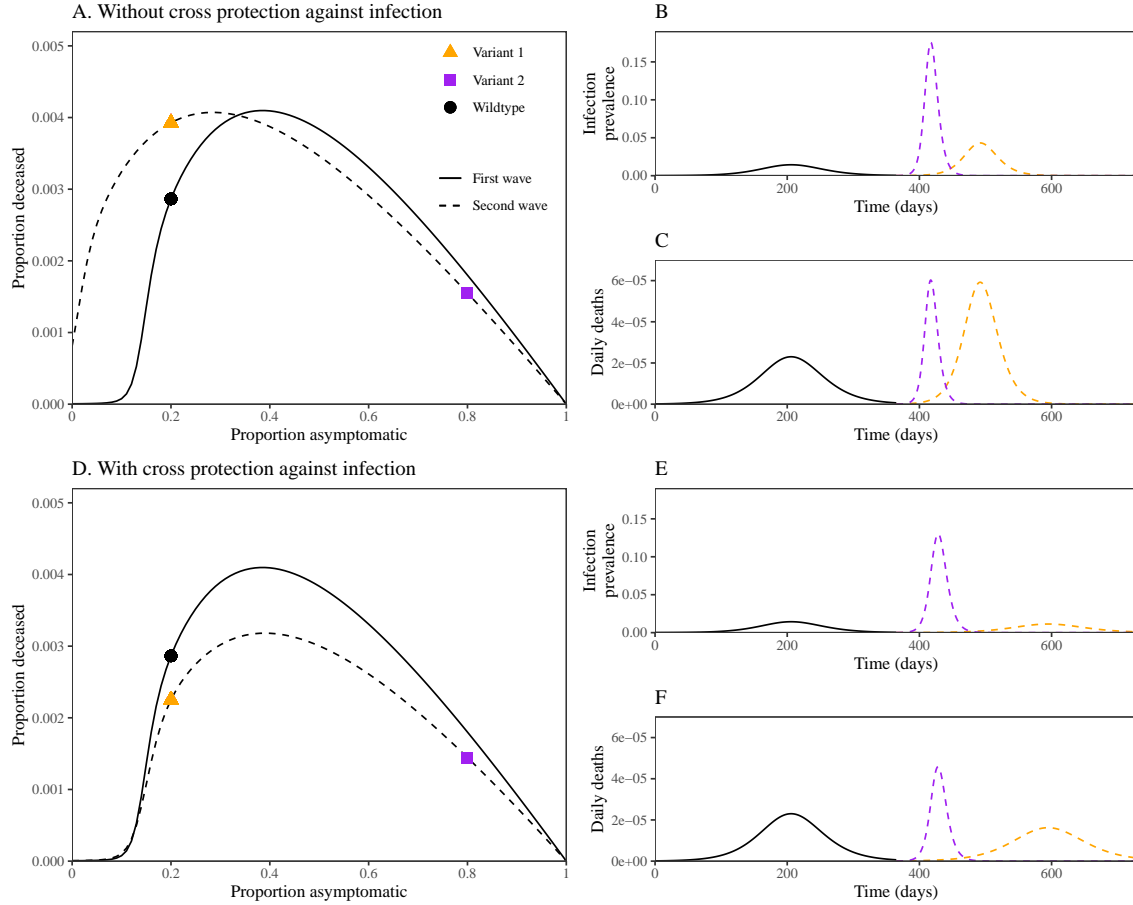 A. Without cross protection against infection
0.005
0.004
0.003
0.002
0.001
0.000
Proportion deceased
Variant 1
Variant 2
Wildtype
First wave
Second wave
0
0.2
0.4
0.6
0.8
1
Proportion asymptomatic
B
0.15
0.10
0.05
0.00
Infection
prevalence
0
200
400
600
Time (days)
C
6e−05
4e−05
2e−05
0e+00
Daily deaths
0
200
400
600
Time (days)
D. With cross protection against infection
0.005
0.004
0.003
0.002
0.001
0.000
Proportion deceased
0
0.2
0.4
0.6
0.8
1
Proportion asymptomatic
E
0.15
0.10
0.05
0.00
Infection
prevalence
0
200
400
600
Time (days)
F
6e−05
4e−05
2e−05
0e+00
Daily deaths
0
200
400
600
Time (days)